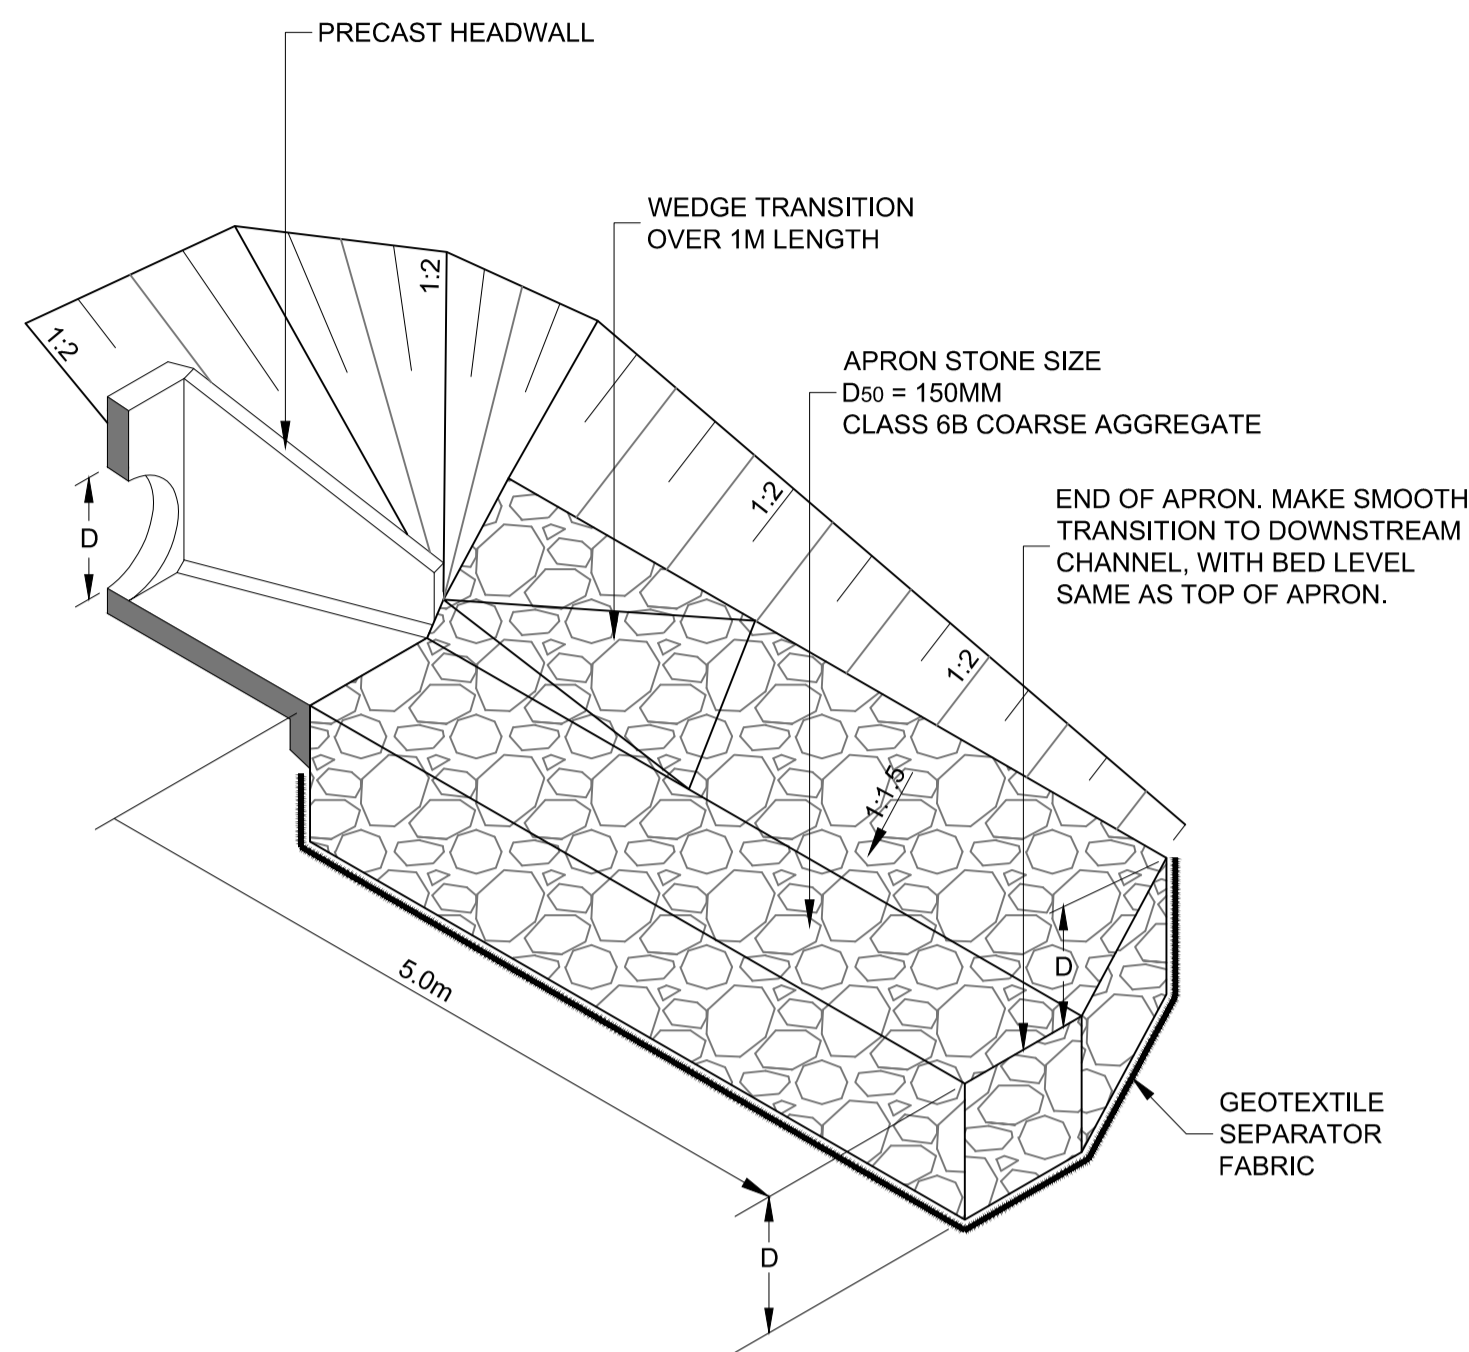 PRECAST HEADWALL
WEDGE TRANSITION
OVER 1M LENGTH
1:2
1:2
APRON STONE SIZE
D50 = 150MM
CLASS 6B COARSE AGGREGATE
1:2
END OF APRON. MAKE SMOOTH
TRANSITION TO DOWNSTREAM
CHANNEL, WITH BED LEVEL
SAME AS TOP OF APRON.
D
1:2
1:1.5
D
5.0m
GEOTEXTILE
SEPARATOR
FABRIC
D